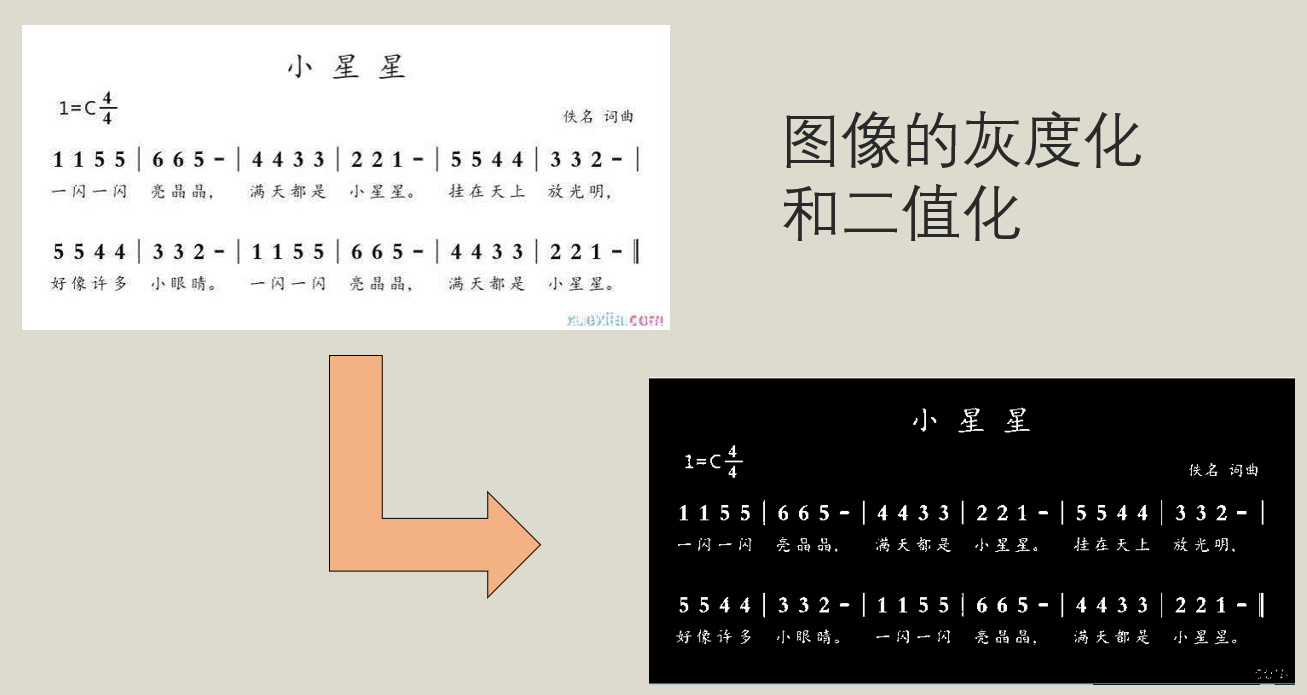 小 星 星
1=C 4/4
佚名 词曲
1 1 5 5 | 6 6 5 - | 4 4 3 3 | 2 2 1 - | 5 5 4 4 | 3 3 2 - |
一闪一闪 亮晶晶, 满天都是 小星星。 挂在天上 放光明,
5 5 4 4 | 3 3 2 - | 1 1 5 5 | 6 6 5 - | 4 4 3 3 | 2 2 1 - ‖
好像许多 小眼睛。 一闪一闪 亮晶晶, 满天都是 小星星。
图像的灰度化
和二值化
小 星 星
1=C 4/4
佚名 词曲
1 1 5 5 | 6 6 5 - | 4 4 3 3 | 2 2 1 - | 5 5 4 4 | 3 3 2 - |
一闪一闪 亮晶晶, 满天都是 小星星。 挂在天上 放光明,
5 5 4 4 | 3 3 2 - | 1 1 5 5 | 6 6 5 - | 4 4 3 3 | 2 2 1 - ‖
好像许多 小眼睛。 一闪一闪 亮晶晶, 满天都是 小星星。